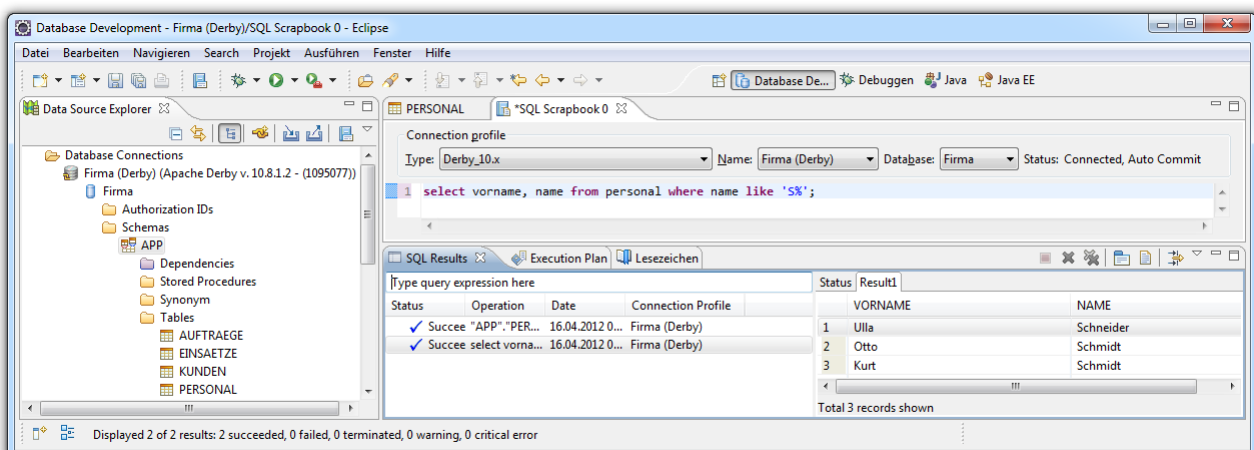 Database Development - Firma (Derby)/SQL Scrapbook 0 - Eclipse
Datei Bearbeiten Navigieren Search Projekt Ausführen Fenster Hilfe
Database De... Debuggen Java Java EE
Data Source Explorer
Database Connections
Firma (Derby) (Apache Derby v. 10.8.1.2 - (1095077))
Firma
Authorization IDs
Schemas
APP
Dependencies
Stored Procedures
Synonym
Tables
AUFTRAEGE
EINSAETZE
KUNDEN
PERSONAL
PERSONAL *SQL Scrapbook 0
Connection profile
Type: Derby_10.x Name: Firma (Derby) Database: Firma Status: Connected, Auto Commit
1 select vorname, name from personal where name like 'S%';
SQL Results Execution Plan Lesezeichen
Type query expression here
Status Operation Date Connection Profile
Succee "APP"."PER... 16.04.2012 0... Firma (Derby)
Succee select vorna... 16.04.2012 0... Firma (Derby)
Status Result1
VORNAME NAME
1 Ulla Schneider
2 Otto Schmidt
3 Kurt Schmidt
Total 3 records shown
Displayed 2 of 2 results: 2 succeeded, 0 failed, 0 terminated, 0 warning, 0 critical error